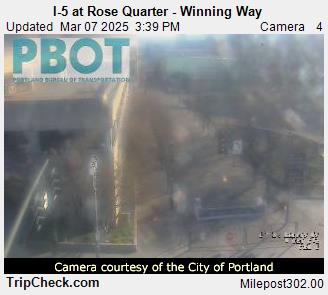 I-5 at Rose Quarter - Winning Way
Updated Mar 07 2025 3:39 PM Camera 4
PBOT
PORTLAND BUREAU OF TRANSPORTATION
Camera courtesy of the City of Portland
TripCheck.com Milepost302.00